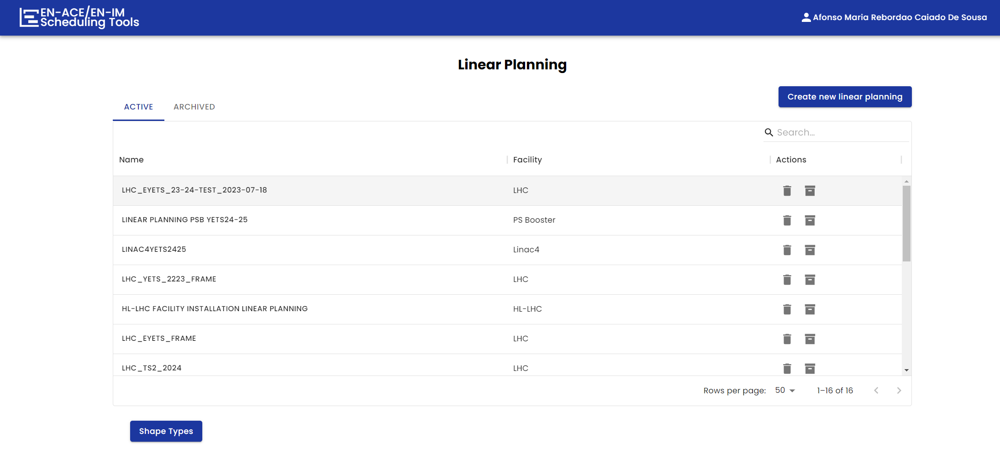 EN-ACE/EN-IM
Scheduling Tools
Afonso Maria Rebordao Caiado De Sousa
Linear Planning
Create new linear planning
ACTIVE ARCHIVED
Search...
Name Facility Actions
LHC_EYETS_23-24-TEST_2023-07-18 LHC
LINEAR PLANNING PSB YETS24-25 PS Booster
LINAC4YETS2425 Linac4
LHC_YETS_2223_FRAME LHC
HL-LHC FACILITY INSTALLATION LINEAR PLANNING HL-LHC
LHC_EYETS_FRAME LHC
LHC_TS2_2024 LHC
Rows per page: 50 1–16 of 16
Shape Types